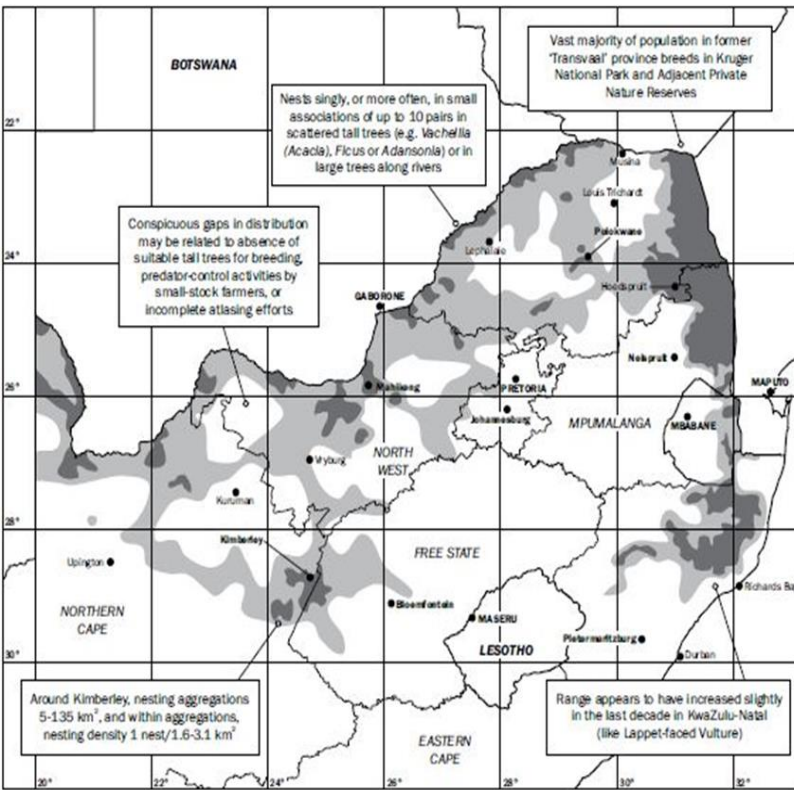 BOTSWANA
Vast majority of population in former
'Transvaal' province breeds in Kruger
National Park and Adjacent Private
Nature Reserves
Nests singly, or more often, in small
associations of up to 10 pairs in
scattered tall trees (e.g. Vachellia
(Acacia), Ficus or Adansonia) or in
large trees along rivers
22°
Musina
Louis Trichardt
Conspicuous gaps in distribution
may be related to absence of
suitable tall trees for breeding,
predator-control activities by
small-stock farmers, or
incomplete atlasing efforts
Polokwane
Lephalale
24°
Hoedspruit
GABORONE
Nelspruit
Mahikeng
PRETORIA
MAPUTO
26°
Johannesburg
MPUMALANGA
MBABANE
NORTH
WEST
Vryburg
Kuruman
28°
Kimberley
FREE STATE
Upington
Richards Ba
Bloemfontein
NORTHERN
CAPE
MASERU
Pietermaritzburg
LESOTHO
Durban
30°
Around Kimberley, nesting aggregations
5-135 km², and within aggregations,
nesting density 1 nest/1.6-3.1 km²
Range appears to have increased slightly
in the last decade in KwaZulu-Natal
(like Lappet-faced Vulture)
EASTERN
CAPE
20°
22°
24°
26°
28°
30°
32°